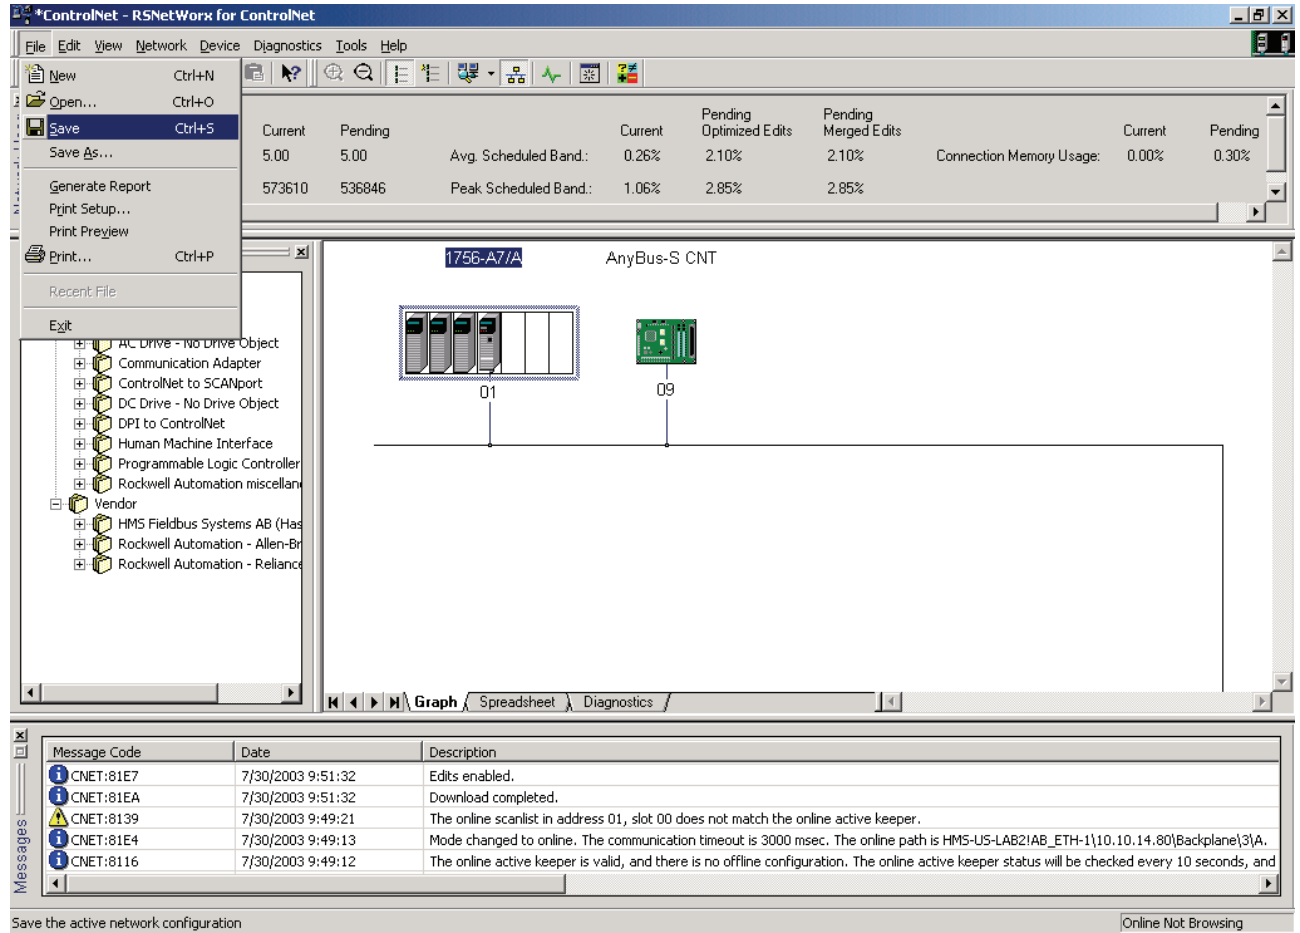 *ControlNet - RSNetWorx for ControlNet
File Edit View Network Device Diagnostics Tools Help
New Ctrl+N
Open... Ctrl+O
Save Ctrl+S
Save As...
Generate Report
Print Setup...
Print Preview
Print... Ctrl+P
Recent File
Exit
Pending Pending
Current Pending Current Optimized Edits Merged Edits Current Pending
5.00 5.00 Avg. Scheduled Band.: 0.26% 2.10% 2.10% Connection Memory Usage: 0.00% 0.30%
573610 536846 Peak Scheduled Band.: 1.06% 2.85% 2.85%
1756-A7/A AnyBus-S CNT
01 09
AC Drive - No Drive Object
Communication Adapter
ControlNet to SCANport
DC Drive - No Drive Object
DPI to ControlNet
Human Machine Interface
Programmable Logic Controller
Rockwell Automation miscellan
Vendor
HMS Fieldbus Systems AB (Has
Rockwell Automation - Allen-Br
Rockwell Automation - Reliance
Graph Spreadsheet Diagnostics
Messages
Message Code Date Description
CNET:81E7 7/30/2003 9:51:32 Edits enabled.
CNET:81EA 7/30/2003 9:51:32 Download completed.
CNET:8139 7/30/2003 9:49:21 The online scanlist in address 01, slot 00 does not match the online active keeper.
CNET:81E4 7/30/2003 9:49:13 Mode changed to online. The communication timeout is 3000 msec. The online path is HMS-US-LAB2!AB_ETH-1\10.10.14.80\Backplane\3\A.
CNET:8116 7/30/2003 9:49:12 The online active keeper is valid, and there is no offline configuration. The online active keeper status will be checked every 10 seconds, and
Save the active network configuration Online Not Browsing